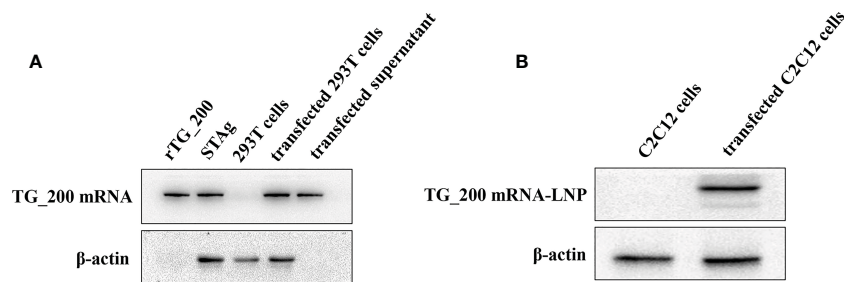 A
rTG_200
STAg
293T cells
transfected 293T cells
transfected supernatant
TG_200 mRNA
β-actin
B
C2C12 cells
transfected C2C12 cells
TG_200 mRNA-LNP
β-actin